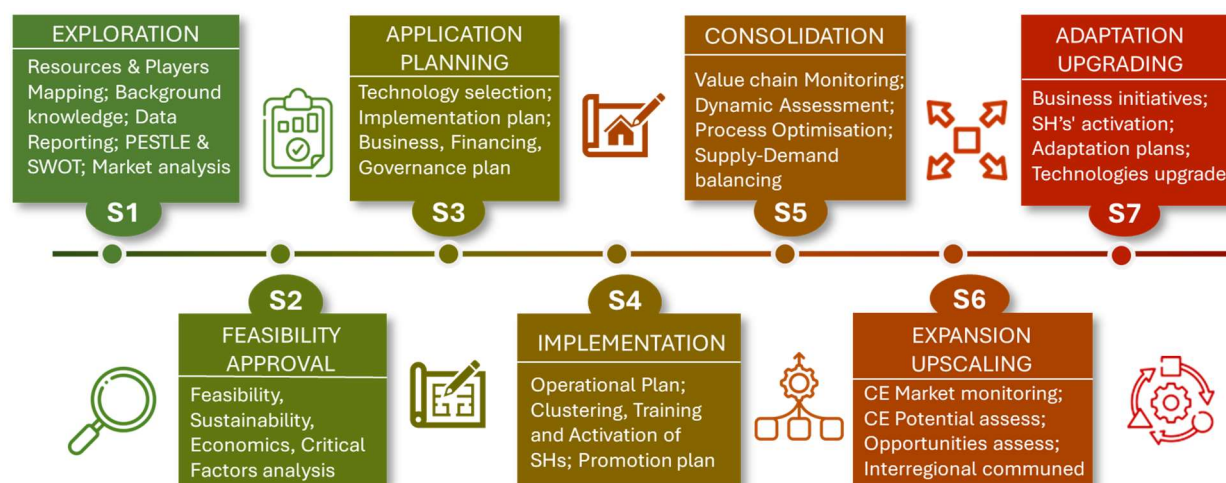 EXPLORATION
Resources & Players
Mapping; Background
knowledge; Data
Reporting; PESTLE &
SWOT; Market analysis
S1
FEASIBILITY
APPROVAL
Feasibility,
Sustainability,
Economics, Critical
Factors analysis
S2
APPLICATION
PLANNING
Technology selection;
Implementation plan;
Business, Financing,
Governance plan
S3
IMPLEMENTATION
Operational Plan;
Clustering, Training
and Activation of
SHs; Promotion plan
S4
CONSOLIDATION
Value chain Monitoring;
Dynamic Assessment;
Process Optimisation;
Supply-Demand
balancing
S5
EXPANSION
UPSCALING
CE Market monitoring;
CE Potential assess;
Opportunities assess;
Interregional communed
S6
ADAPTATION
UPGRADING
Business initiatives;
SH's' activation;
Adaptation plans;
Technologies upgrade
S7